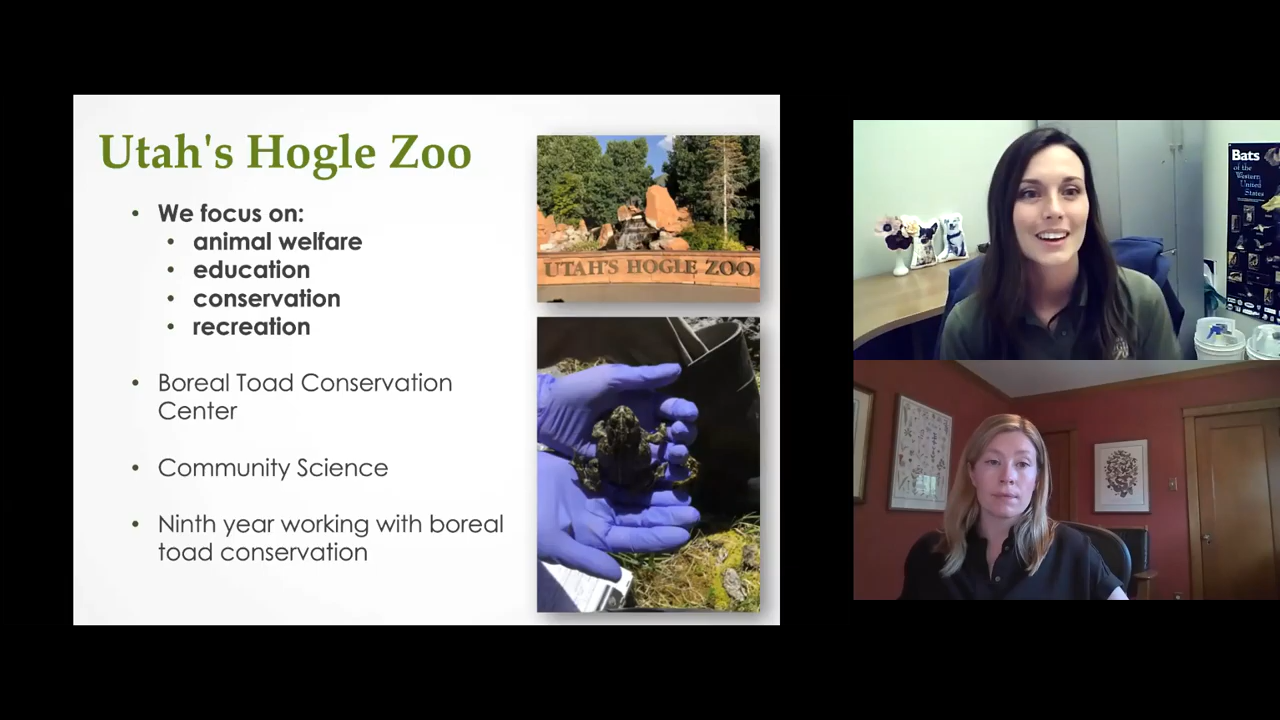 Utah's Hogle Zoo
• We focus on:
• animal welfare
• education
• conservation
• recreation
• Boreal Toad Conservation
Center
• Community Science
• Ninth year working with boreal
toad conservation
UTAH'S HOGLE ZOO
Bats
of the
Western
United
States